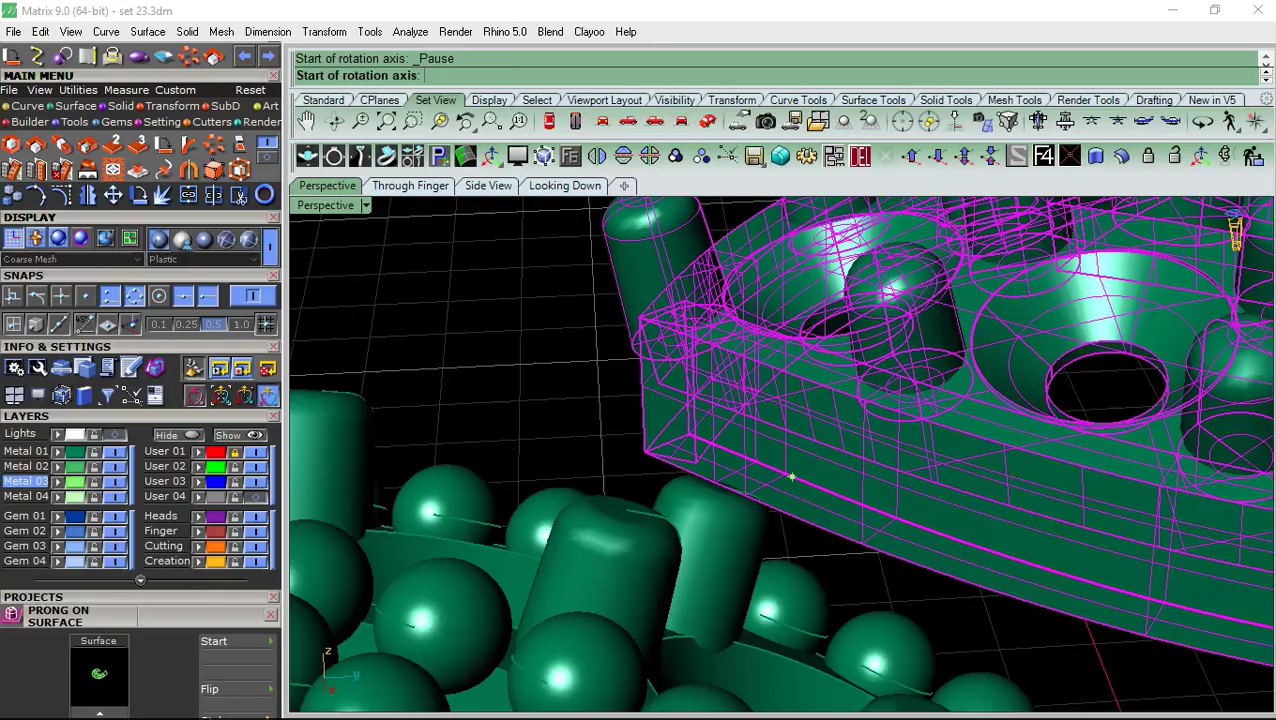 Matrix 9.0 (64-bit) - set 23.3dm
File Edit View Curve Surface Solid Mesh Dimension Transform Tools Analyze Render Rhino 5.0 Blend Clayoo Help
Start of rotation axis: _Pause
Start of rotation axis:
MAIN MENU
File View Utilities Measure Custom Reset
Curve Surface Solid Transform SubD Art
Builder Tools Gems Setting Cutters Render
Standard CPlanes Set View Display Select Viewport Layout Visibility Transform Curve Tools Surface Tools Solid Tools Mesh Tools Render Tools Drafting New in V5
Perspective Through Finger Side View Looking Down
Perspective
DISPLAY
Coarse Mesh Plastic
SNAPS
0.1 0.25 0.5 1.0
INFO & SETTINGS
LAYERS
Lights Hide Show
Metal 01 User 01
Metal 02 User 02
Metal 03 User 03
Metal 04 User 04
Gem 01 Heads
Gem 02 Finger
Gem 03 Cutting
Gem 04 Creation
PROJECTS
PRONG ON
SURFACE
Surface Start
Flip
z
y
x